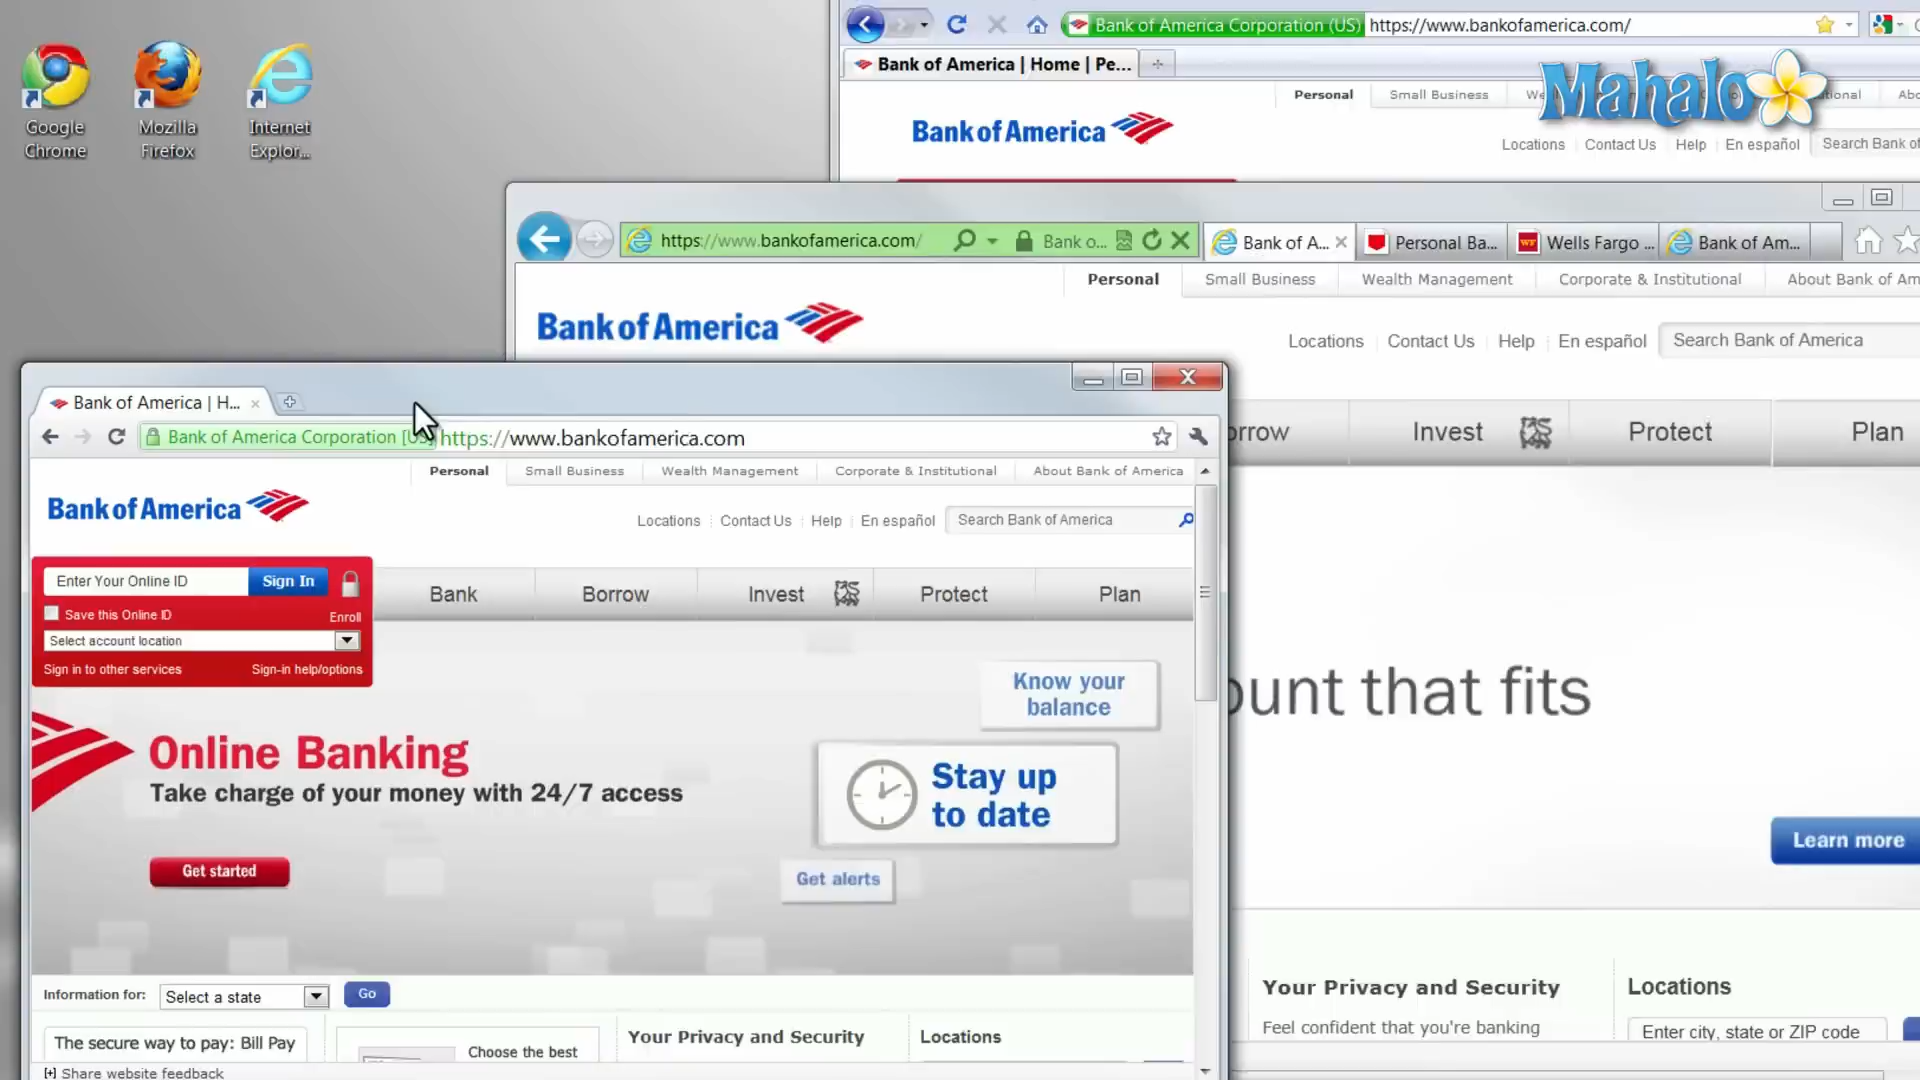 Google
Chrome
Mozilla
Firefox
Internet
Explor...
Bank of America Corporation (US)
https://www.bankofamerica.com/
Bank of America | Home | Pe...
Mahalo
Personal
Small Business
Bank of America
Locations
Contact Us
Help
En español
Search Bank of
https://www.bankofamerica.com/
Bank o...
Bank of A...
Personal Ba...
WF
Wells Fargo ...
Bank of Am...
Personal
Small Business
Wealth Management
Corporate & Institutional
About Bank of Am
Bank of America
Locations
Contact Us
Help
En español
Search Bank of America
Invest
Protect
Plan
ount that fits
Learn more
Your Privacy and Security
Feel confident that you're banking
Locations
Enter city, state or ZIP code
Bank of America | H...
Bank of America Corporation [US]
https://www.bankofamerica.com
Personal
Small Business
Wealth Management
Corporate & Institutional
About Bank of America
Bank of America
Locations
Contact Us
Help
En español
Search Bank of America
Enter Your Online ID
Sign In
Save this Online ID
Enroll
Select account location
Sign in to other services
Sign-in help/options
Bank
Borrow
Invest
Protect
Plan
Know your
balance
Online Banking
Take charge of your money with 24/7 access
Stay up
to date
Get started
Get alerts
Information for:
Select a state
Go
The secure way to pay: Bill Pay
Choose the best
Your Privacy and Security
Locations
[+] Share website feedback